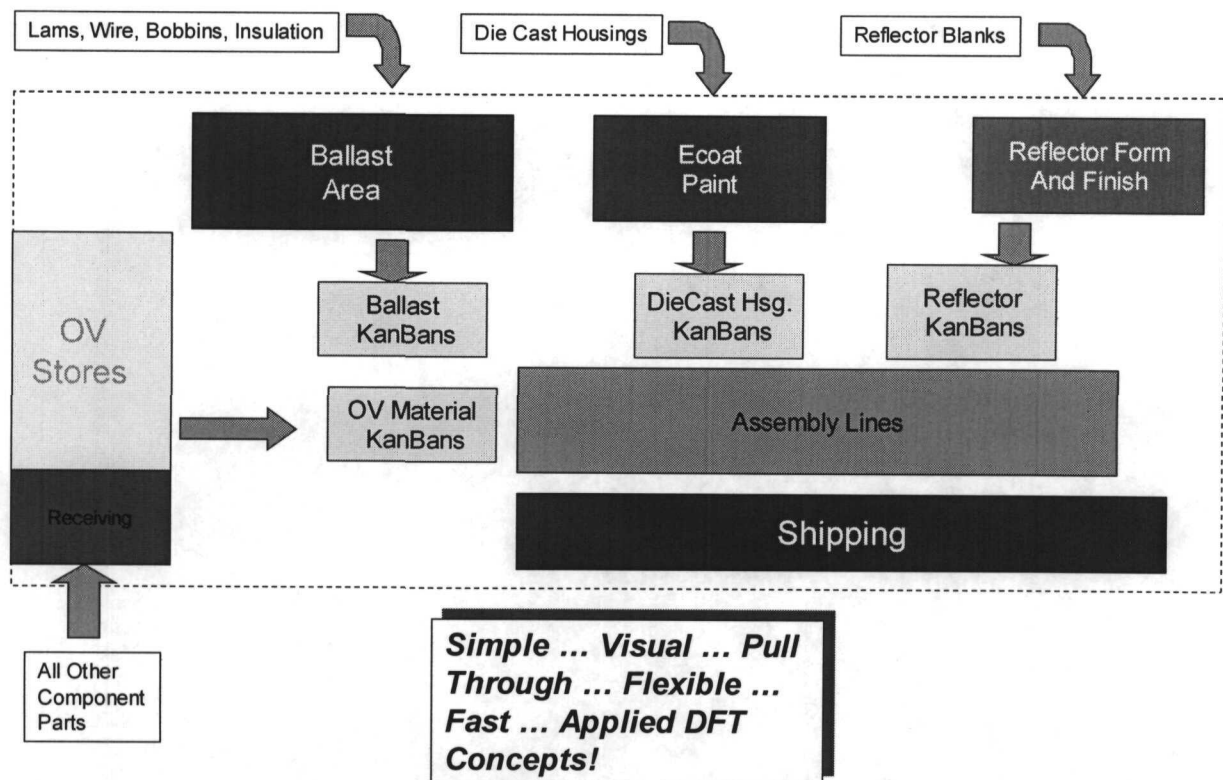 Lams, Wire, Bobbins, Insulation
Die Cast Housings
Reflector Blanks
Ballast
Area
Ecoat
Paint
Reflector Form
And Finish
OV
Stores
Ballast
KanBans
DieCast Hsg.
KanBans
Reflector
KanBans
OV Material
KanBans
Assembly Lines
Receiving
Shipping
All Other
Component
Parts
Simple ... Visual ... Pull
Through ... Flexible ...
Fast ... Applied DFT
Concepts!